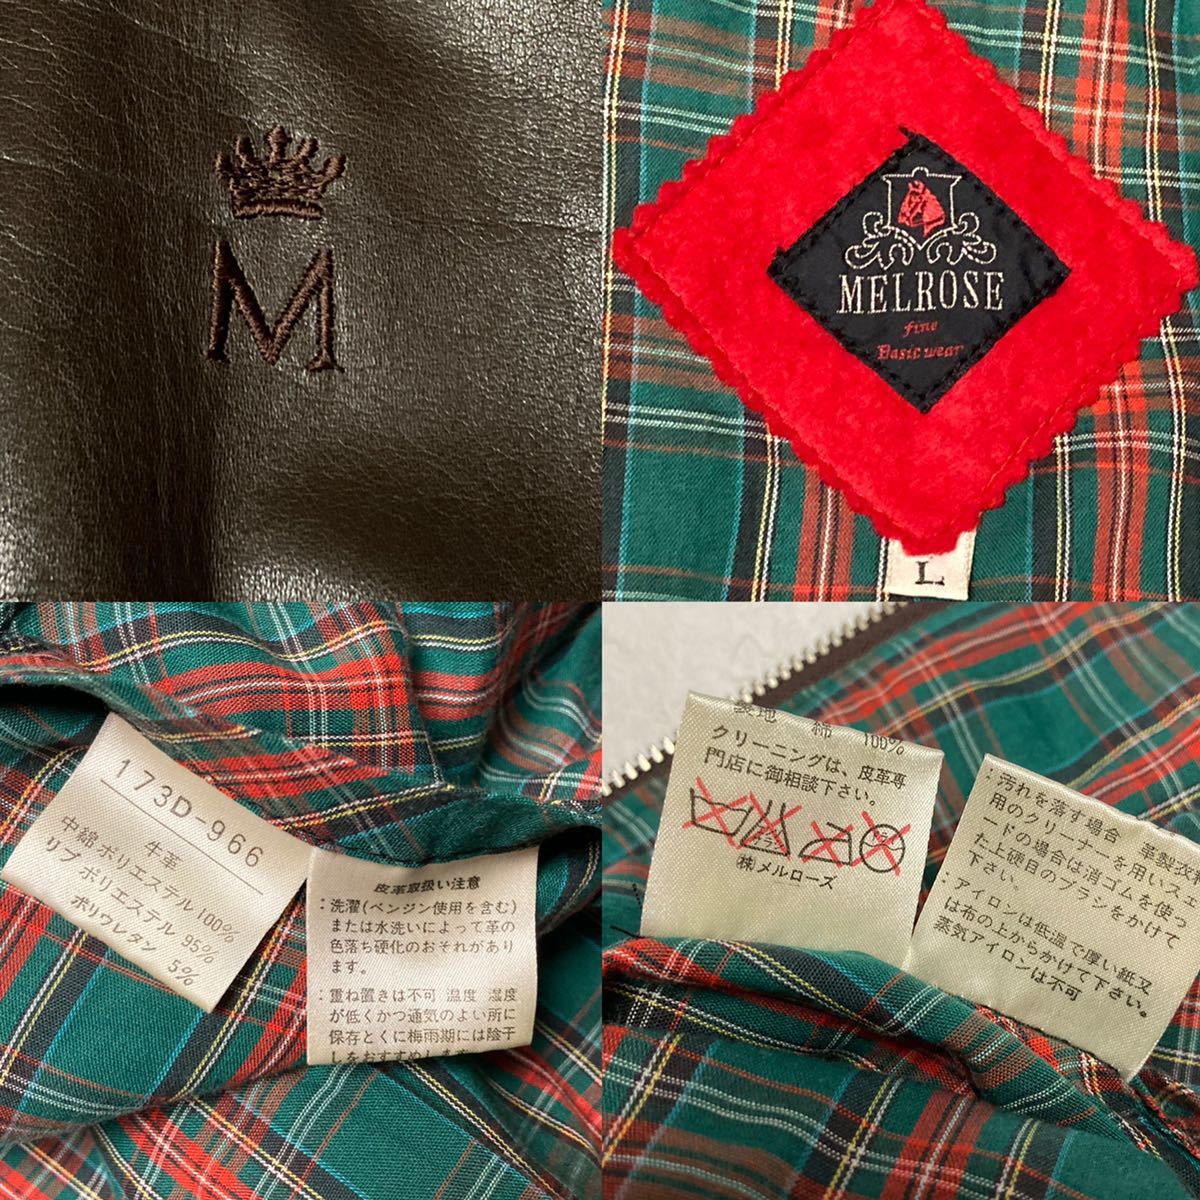 M
MELROSE
fine
Basic wear
L
173D-966
牛革
中綿 ポリエステル 100%
リブ ポリエステル 95%
ポリウレタン 5%
皮革取扱い注意
:洗濯(ベンジン使用を含む)
または水洗いによって革の
色落ち硬化のおそれがあり
ます。
:重ね置きは不可 温度 湿度
が低くかつ通気のよい所に
保存とくに梅雨期には陰干
しをおすすめします
綿 100%
クリーニングは、皮革専
門店に御相談下さい。
㈱メルローズ
汚れを落す場合 革製改料
用のクリーナーを用いスエ
ードの場合は消ゴムを使っ
た上硬目のブラシをかけて
下さい。
:アイロンは低温で厚い紙又
は布の上からかけて下さい。
蒸気アイロンは不可